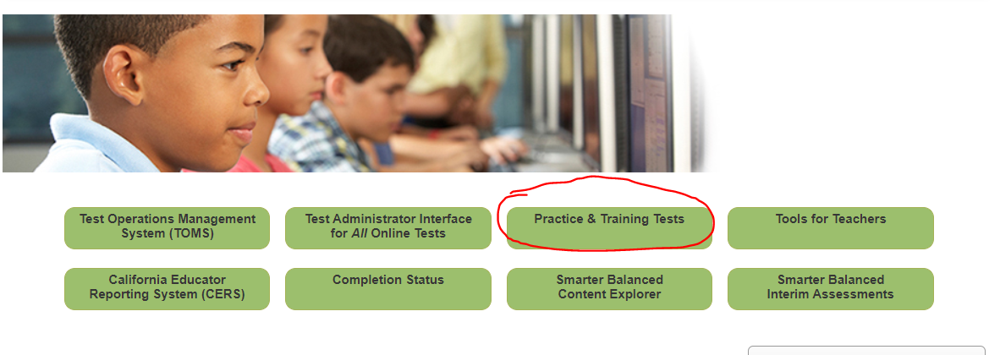 Test Operations Management
System (TOMS)
Test Administrator Interface
for All Online Tests
Practice & Training Tests
Tools for Teachers
California Educator
Reporting System (CERS)
Completion Status
Smarter Balanced
Content Explorer
Smarter Balanced
Interim Assessments